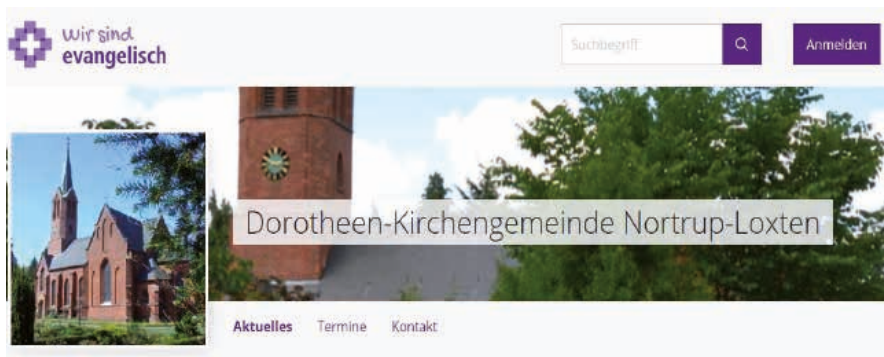 wir sind
evangelisch
Suchbegriff
Anmelden
Dorotheen-Kirchengemeinde Nortrup-Loxten
Aktuelles Termine Kontakt